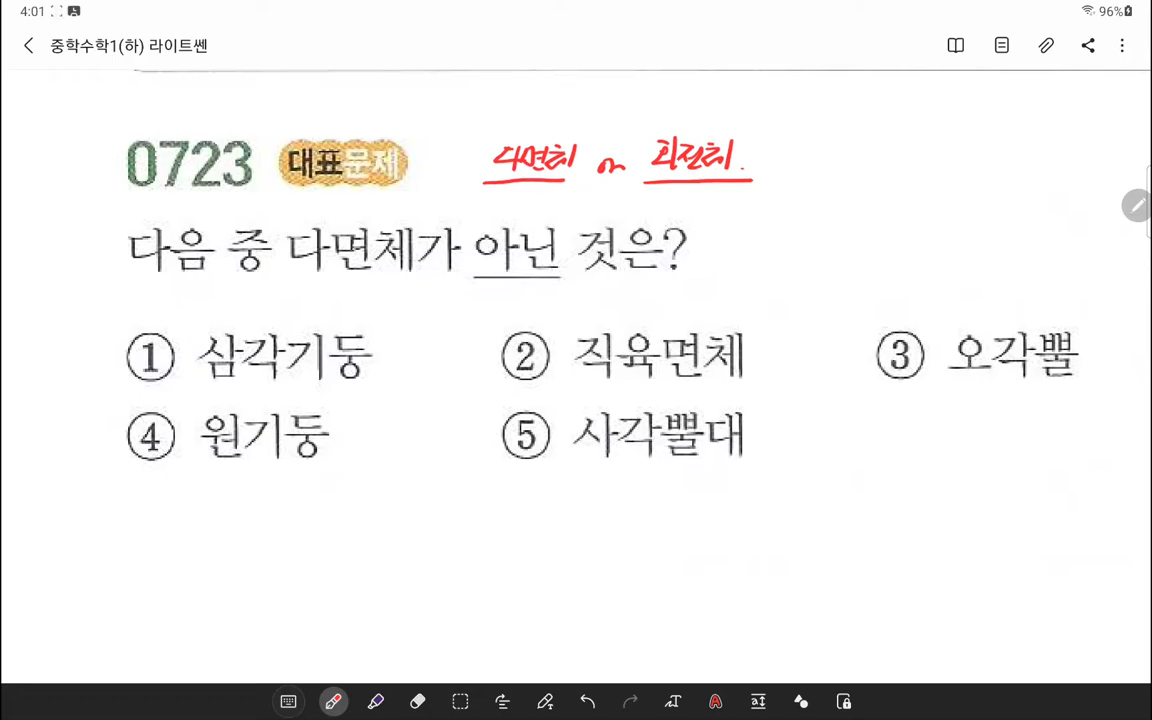 4:01 96%
중학수학1(하) 라이트쎈
0723 대표문제 다면체 or 회전체.
다음 중 다면체가 아닌 것은?
① 삼각기둥 ② 직육면체 ③ 오각뿔
④ 원기둥 ⑤ 사각뿔대